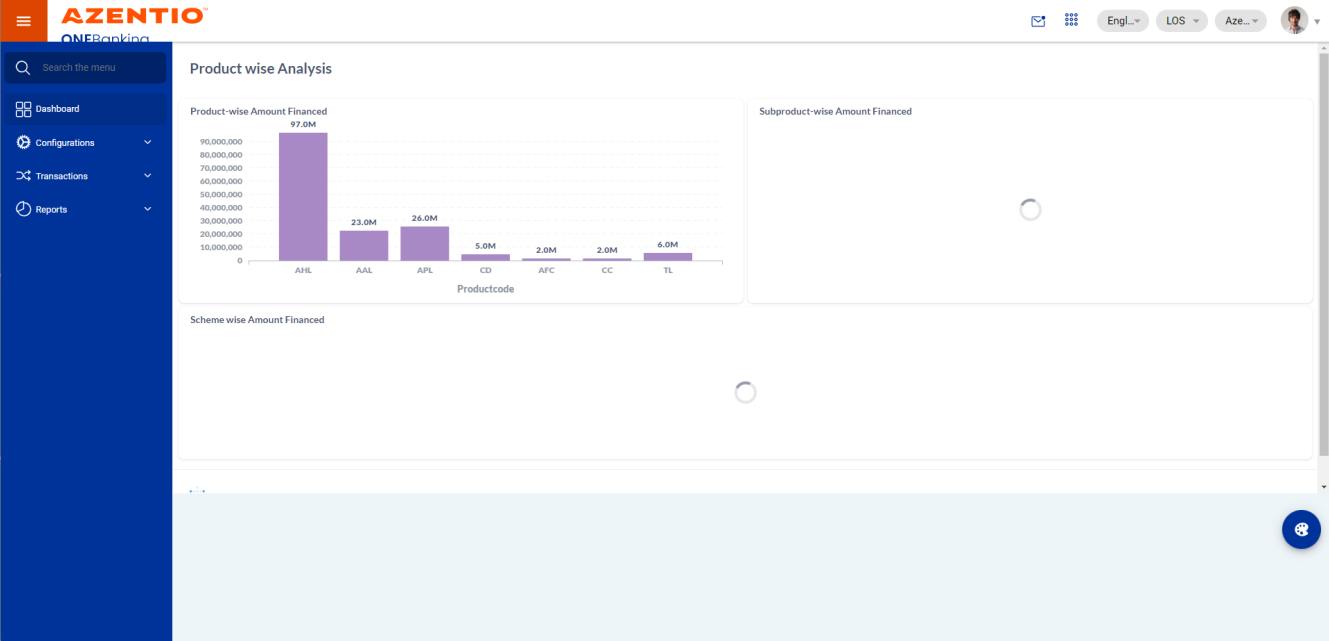 AZENTIO™
ONEBanking
Engl...
LOS
Aze...
Search the menu
Dashboard
Configurations
Transactions
Reports
Product wise Analysis
Product-wise Amount Financed
97.0M
90,000,000
80,000,000
70,000,000
60,000,000
50,000,000
40,000,000
30,000,000
20,000,000
10,000,000
0
23.0M
26.0M
5.0M
2.0M
2.0M
6.0M
AHL AAL APL CD AFC CC TL
Productcode
Subproduct-wise Amount Financed
Scheme wise Amount Financed